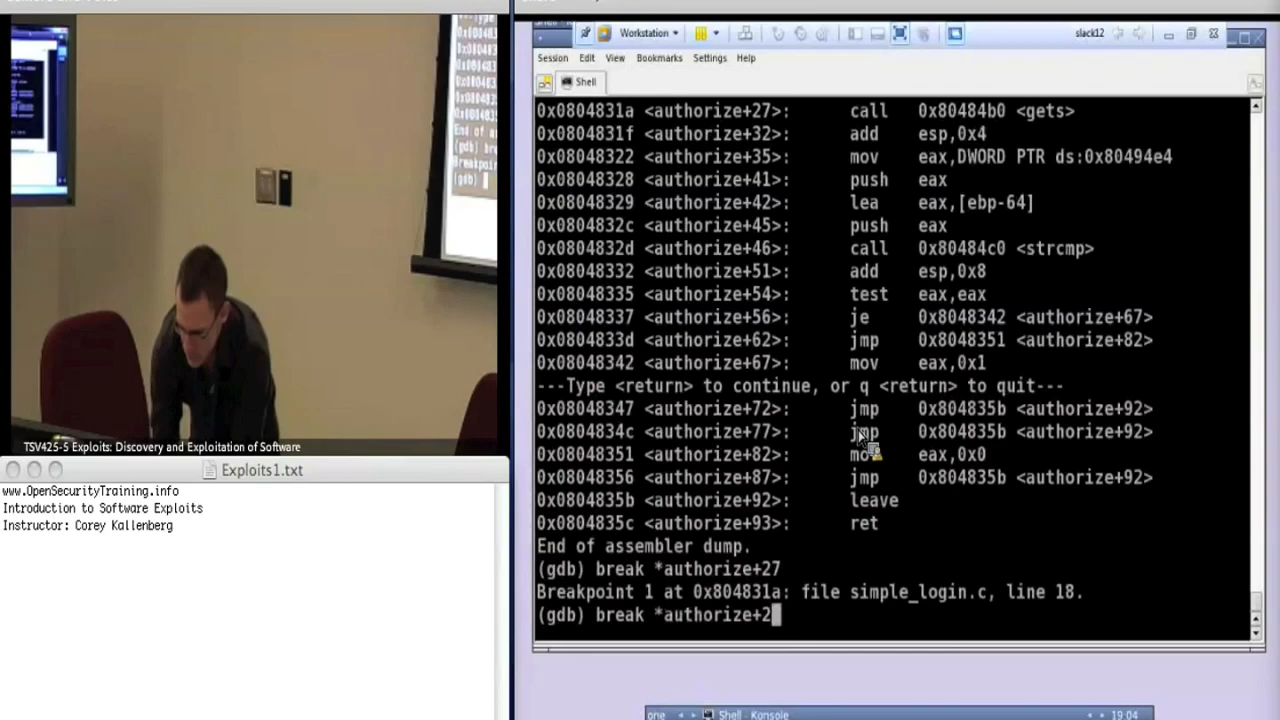 Workstation
slack12
Session Edit View Bookmarks Settings Help
Shell
0x0804831a <authorize+27>: call 0x80484b0 <gets>
0x0804831f <authorize+32>: add esp,0x4
0x08048322 <authorize+35>: mov eax,DWORD PTR ds:0x80494e4
0x08048328 <authorize+41>: push eax
0x08048329 <authorize+42>: lea eax,[ebp-64]
0x0804832c <authorize+45>: push eax
0x0804832d <authorize+46>: call 0x80484c0 <strcmp>
0x08048332 <authorize+51>: add esp,0x8
0x08048335 <authorize+54>: test eax,eax
0x08048337 <authorize+56>: je 0x8048342 <authorize+67>
0x0804833d <authorize+62>: jmp 0x8048351 <authorize+82>
0x08048342 <authorize+67>: mov eax,0x1
---Type <return> to continue, or q <return> to quit---
0x08048347 <authorize+72>: jmp 0x804835b <authorize+92>
0x0804834c <authorize+77>: jmp 0x804835b <authorize+92>
0x08048351 <authorize+82>: mov eax,0x0
0x08048356 <authorize+87>: jmp 0x804835b <authorize+92>
0x0804835b <authorize+92>: leave
0x0804835c <authorize+93>: ret
End of assembler dump.
(gdb) break *authorize+27
Breakpoint 1 at 0x804831a: file simple_login.c, line 18.
(gdb) break *authorize+2
Shell - Konsole
19:04
End of as
(gdb) bre
Breakpoin
(gdb)
TSV425-S Exploits: Discovery and Exploitation of Software
Exploits1.txt
www.OpenSecurityTraining.info
Introduction to Software Exploits
Instructor: Corey Kallenberg